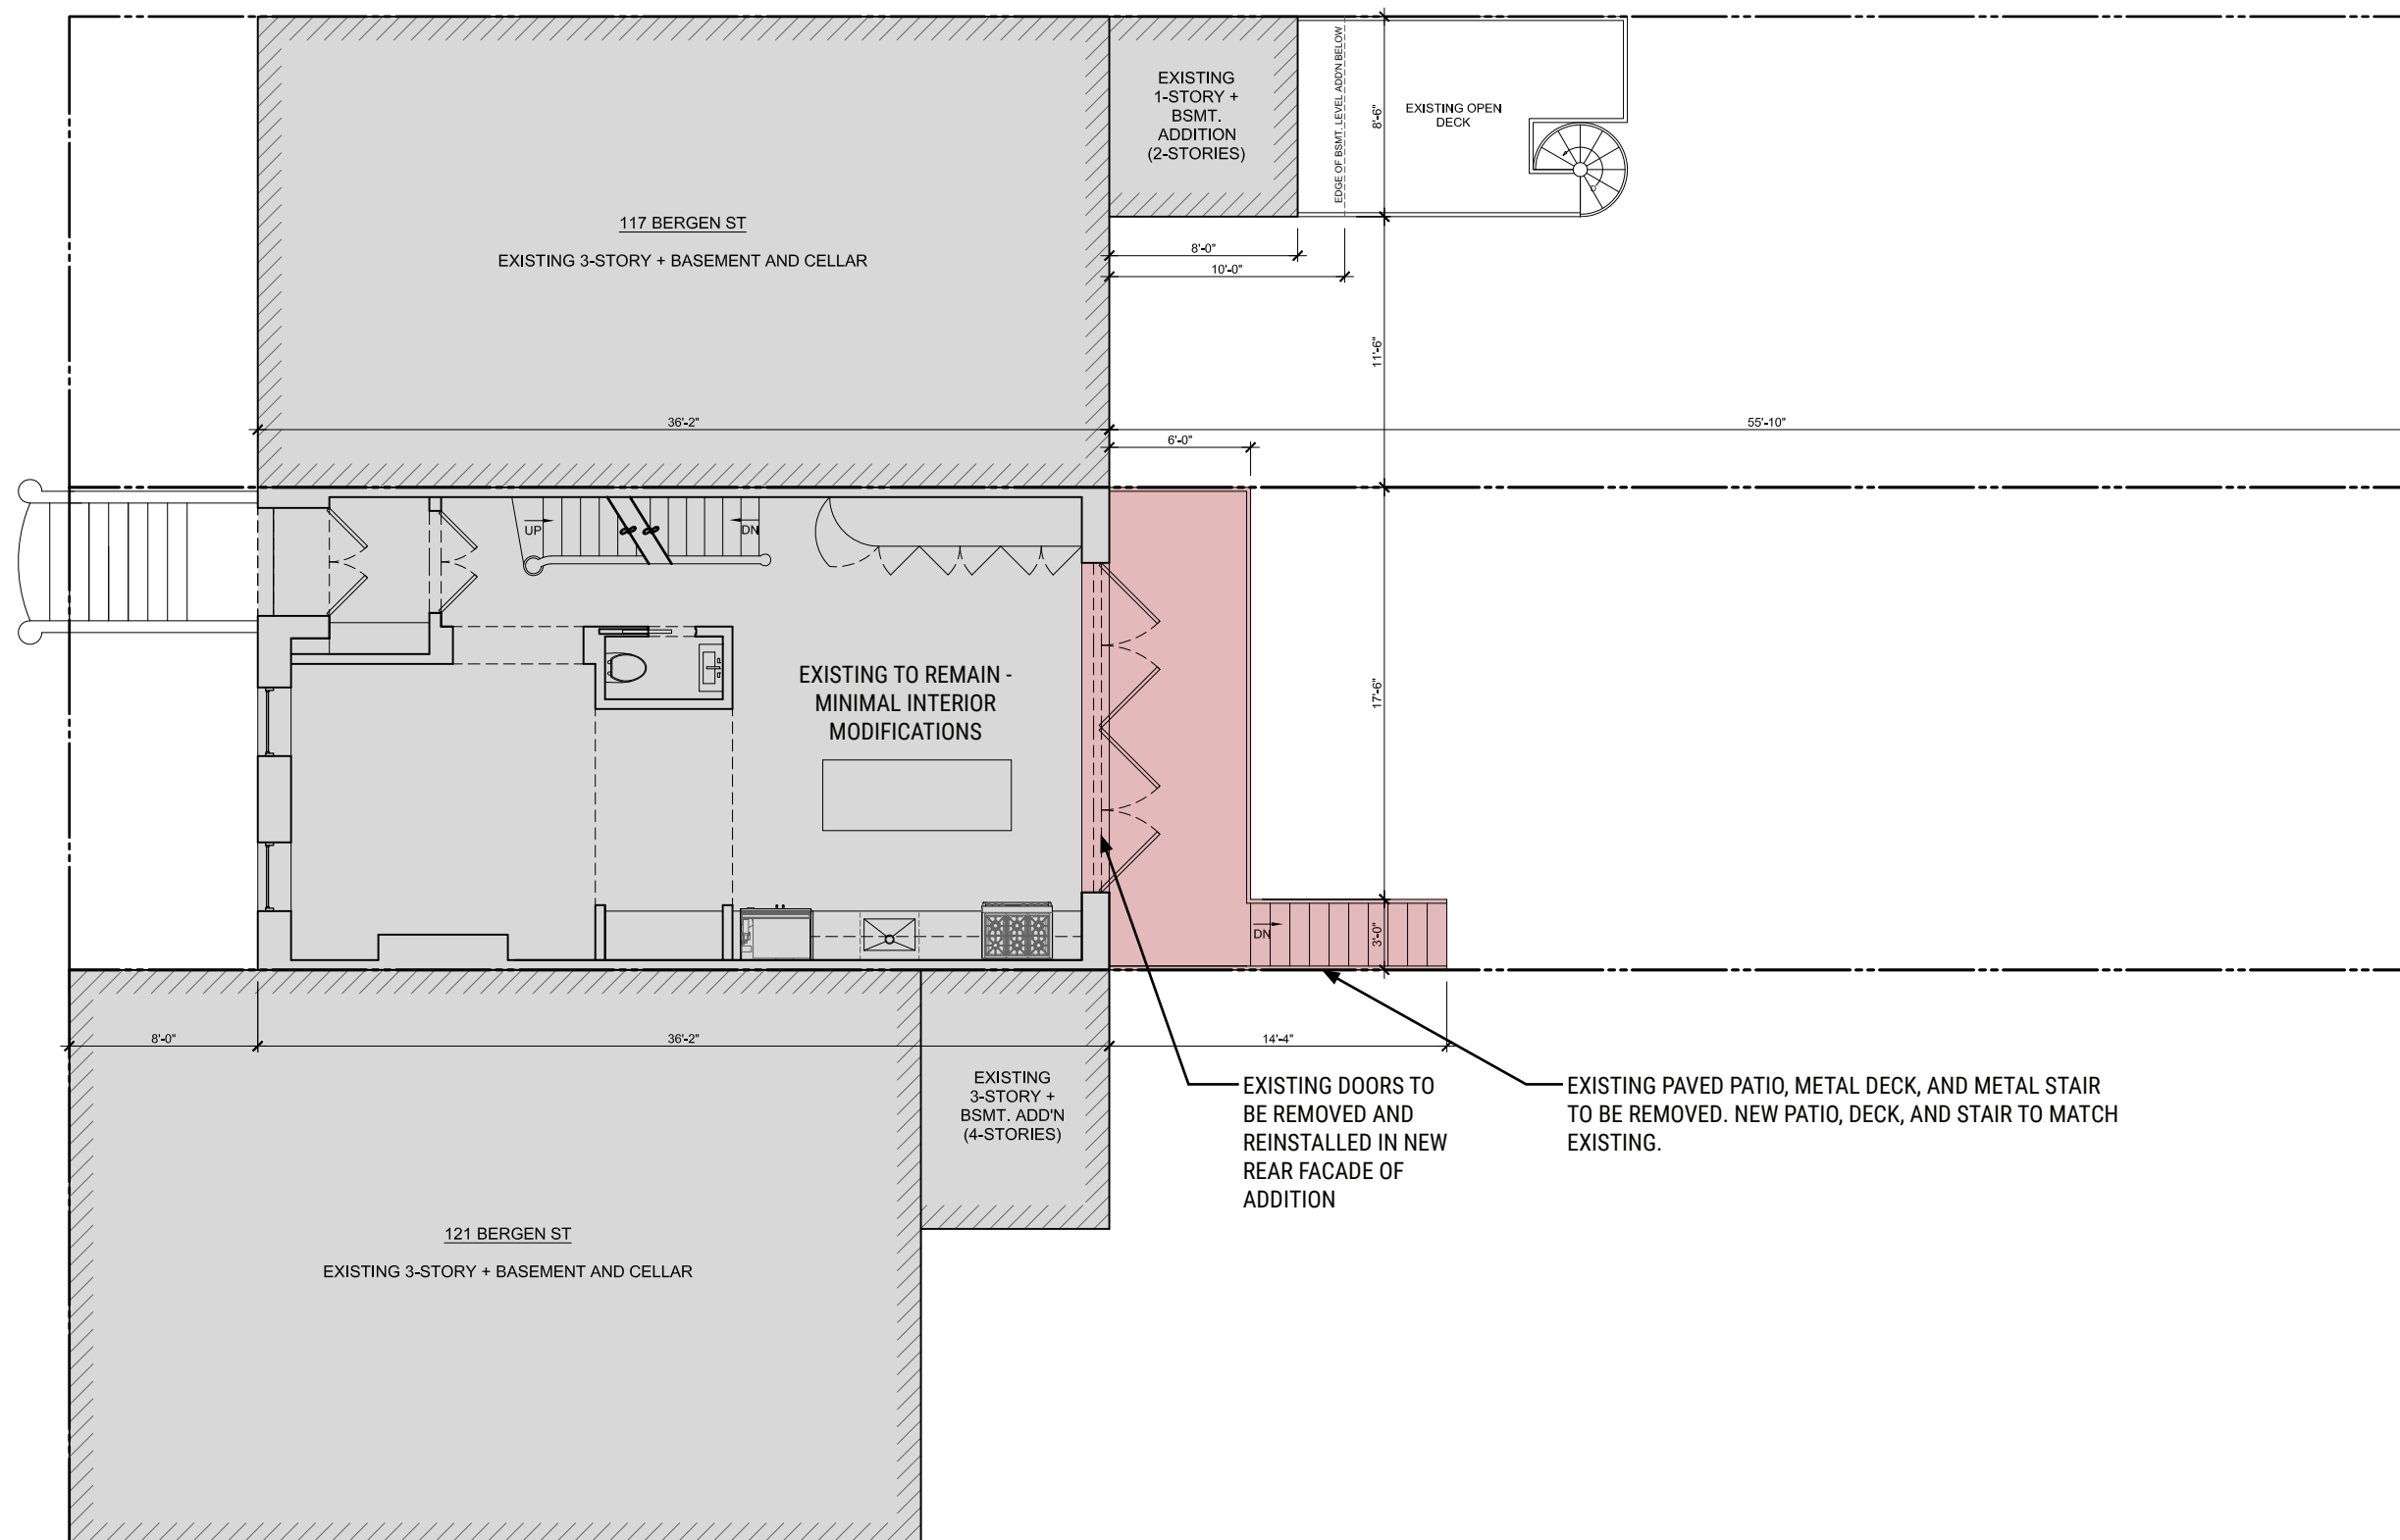 EXISTING
1-STORY +
BSMT.
ADDITION
(2-STORIES)
EDGE OF BSMT. LEVEL ADD'N BELOW
8'-6"
EXISTING OPEN
DECK
D
117 BERGEN ST
EXISTING 3-STORY + BASEMENT AND CELLAR
8'-0"
10'-0"
11'-6"
36'-2"
55'-10"
6'-0"
UP
DN
EXISTING TO REMAIN -
MINIMAL INTERIOR
MODIFICATIONS
17'-6"
DN
3'-0"
8'-0"
36'-2"
14'-4"
EXISTING
3-STORY +
BSMT. ADD'N
(4-STORIES)
EXISTING DOORS TO
BE REMOVED AND
REINSTALLED IN NEW
REAR FACADE OF
ADDITION
EXISTING PAVED PATIO, METAL DECK, AND METAL STAIR
TO BE REMOVED. NEW PATIO, DECK, AND STAIR TO MATCH
EXISTING.
121 BERGEN ST
EXISTING 3-STORY + BASEMENT AND CELLAR